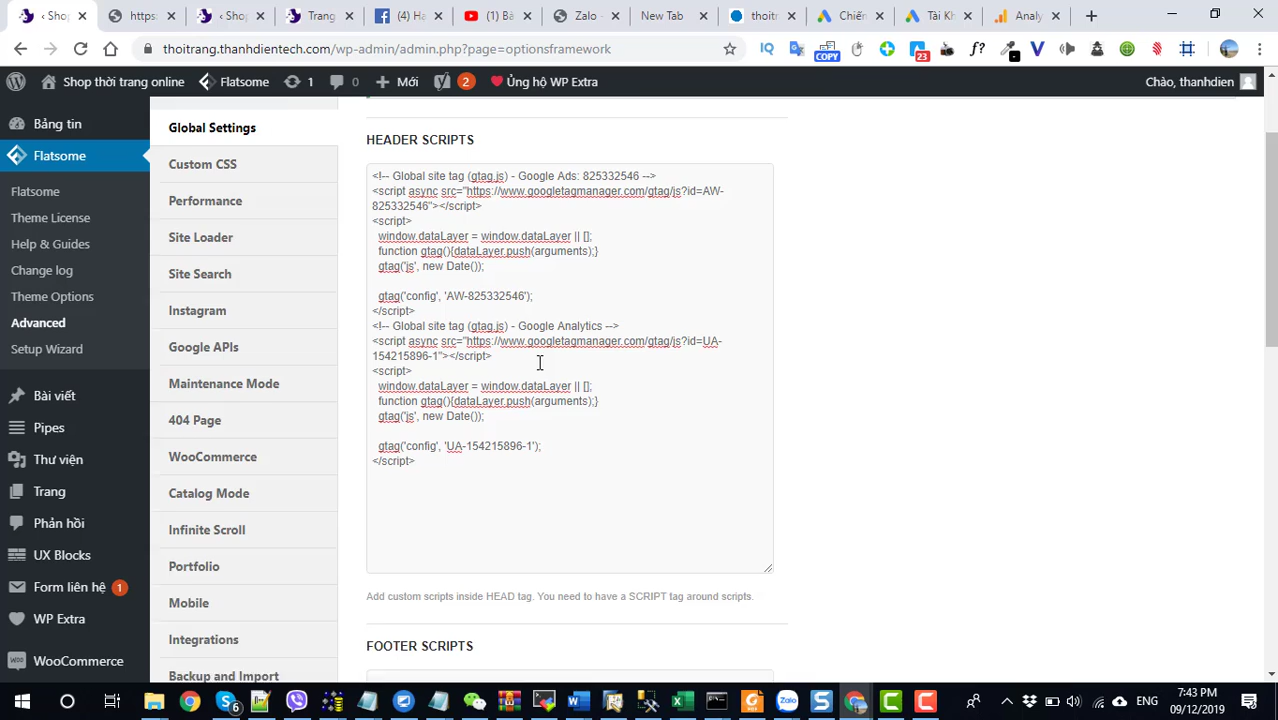 ‹ Shop
https:
‹ Shop
Trang
(4) Ha
(1) Bà
Zalo -
New Tab
thoitr
Chiến
Tài Kh
Analy
thoitrang.thanhdientech.com/wp-admin/admin.php?page=optionsframework
COPY
23
f?
Shop thời trang online
Flatsome
1
0
Mới
2
Ủng hộ WP Extra
Chào, thanhdien
Bảng tin
Flatsome
Flatsome
Theme License
Help & Guides
Change log
Theme Options
Advanced
Setup Wizard
Bài viết
Pipes
Thư viện
Trang
Phản hồi
UX Blocks
Form liên hệ 1
WP Extra
WooCommerce
Global Settings
Custom CSS
Performance
Site Loader
Site Search
Instagram
Google APIs
Maintenance Mode
404 Page
WooCommerce
Catalog Mode
Infinite Scroll
Portfolio
Mobile
Integrations
Backup and Import
HEADER SCRIPTS
<!-- Global site tag (gtag.js) - Google Ads: 825332546 -->
<script async src="https://www.googletagmanager.com/gtag/js?id=AW-
825332546"></script>
<script>
window.dataLayer = window.dataLayer || [];
function gtag(){dataLayer.push(arguments);}
gtag('js', new Date());
gtag('config', 'AW-825332546');
</script>
<!-- Global site tag (gtag.js) - Google Analytics -->
<script async src="https://www.googletagmanager.com/gtag/js?id=UA-
154215896-1"></script>
<script>
window.dataLayer = window.dataLayer || [];
function gtag(){dataLayer.push(arguments);}
gtag('js', new Date());
gtag('config', 'UA-154215896-1');
</script>
Add custom scripts inside HEAD tag. You need to have a SCRIPT tag around scripts.
FOOTER SCRIPTS
6
Zalo
ENG
7:43 PM
09/12/2019